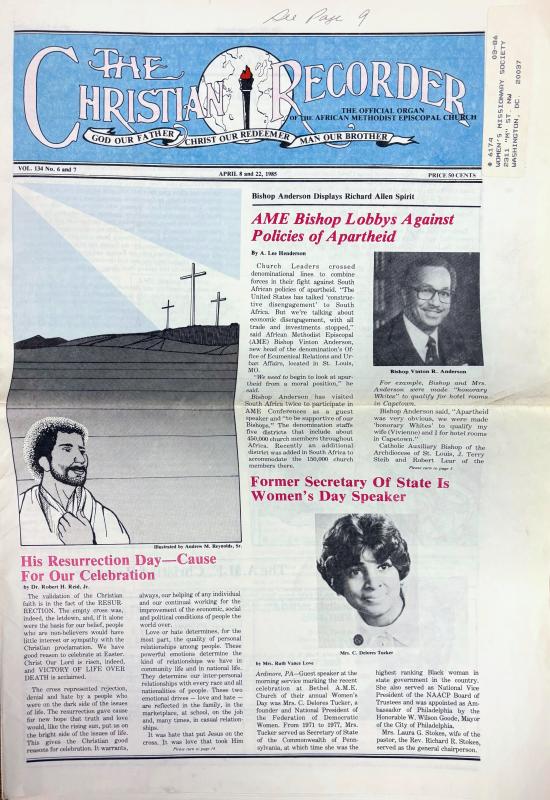 See Page 9
# 6174 03-86
WOMEN'S MISSIONARY SOCIETY
2311 "M" ST. NW
WASHINGTON, DC 20037
THE
CHRISTIAN RECORDER
THE OFFICIAL ORGAN
OF THE AFRICAN METHODIST EPISCOPAL CHURCH
GOD OUR FATHER CHRIST OUR REDEEMER MAN OUR BROTHER
VOL. 134 No. 6 and 7
APRIL 8 and 22, 1985
PRICE 50 CENTS
Illustrated by Andrew M. Reynolds, Sr.
His Resurrection Day—Cause
For Our Celebration
by Dr. Robert H. Reid, Jr.
The validation of the Christian
faith is in the fact of the RESUR-
RECTION. The empty cross was,
indeed, the letdown, and, if it alone
were the basis for our belief, people
who are non-believers would have
little interest or sympathy with the
Christian proclamation. We have
good reason to celebrate at Easter.
Christ Our Lord is risen, indeed,
and VICTORY OF LIFE OVER
DEATH is acclaimed.
The cross represented rejection,
denial and hate by a people who
were on the dark side of the issues
of life. The resurrection gave cause
for new hope that truth and love
would, like the rising sun, put us on
the bright side of the issues of life.
This gives the Christian good
reasons for celebration. It warrants,
always, our helping of any individual
and our continual working for the
improvement of the economic, social
and political conditions of people the
world over.
Love or hate determines, for the
most part, the quality of personal
relationships among people. These
powerful emotions determine the
kind of relationships we have in
community life and in national life.
They determine our inter-personal
relationships with every race and all
nationalities of people. These two
emotional drives — love and hate —
are reflected in the family, in the
marketplace, at school, on the job
and, many times, in casual relation-
ships.
It was hate that put Jesus on the
cross. It was love that took Him
Please turn to page 14
Bishop Anderson Displays Richard Allen Spirit
AME Bishop Lobbys Against
Policies of Apartheid
By A. Lee Henderson
Church Leaders crossed
denominational lines to combine
forces in their fight against South
African policies of apartheid. "The
United States has talked 'construc-
tive disengagement' to South
Africa. But we're talking about
economic disengagement, with all
trade and investments stopped,"
said African Methodist Episcopal
(AME) Bishop Vinton Anderson,
new head of the denomination's Of-
fice of Ecumenical Relations and Ur-
ban Affairs, located in St. Louis,
MO.
"We need to begin to look at apar-
theid from a moral position," he
said.
Bishop Anderson has visited
South Africa twice to participate in
AME Conferences as a guest
speaker and "to be supportive of our
Bishops." The denomination staffs
five districts that include about
450,000 church members throughout
Africa. Recently an additional
district was added in South Africa to
accommodate the 150,000 church
members there.
Bishop Vinton R. Anderson
For example, Bishop and Mrs.
Anderson were made "honorary
Whites" to qualify for hotel rooms
in Capetown.
Bishop Anderson said, "Apartheid
was very obvious, we were made
'honorary Whites' to qualify my
wife (Vivienne) and I for hotel rooms
in Capetown."
Catholic Auxiliary Bishop of the
Archdiocese of St. Louis, J. Terry
Steib and Robert Lear of the
Please turn to page 4
Former Secretary Of State Is
Women's Day Speaker
Mrs. C. Delores Tucker
by Mrs. Ruth Vance Love
Ardmore, PA—Guest speaker at the
morning service marking the recent
celebration at Bethel A.M.E.
Church of their annual Women's
Day was Mrs. C. Delores Tucker, a
founder and National President of
the Federation of Democratic
Women. From 1971 to 1977, Mrs.
Tucker served as Secretary of State
of the Commonwealth of Penn-
sylvania, at which time she was the
highest ranking Black woman in
state government in the country.
She also served as National Vice
President of the NAACP Board of
Trustees and was appointed as Am-
bassador of Philadelphia by the
Honorable W. Wilson Goode, Mayor
of the City of Philadelphia.
Mrs. Laura G. Stokes, wife of the
pastor, the Rev. Richard R. Stokes,
served as the general chairperson.